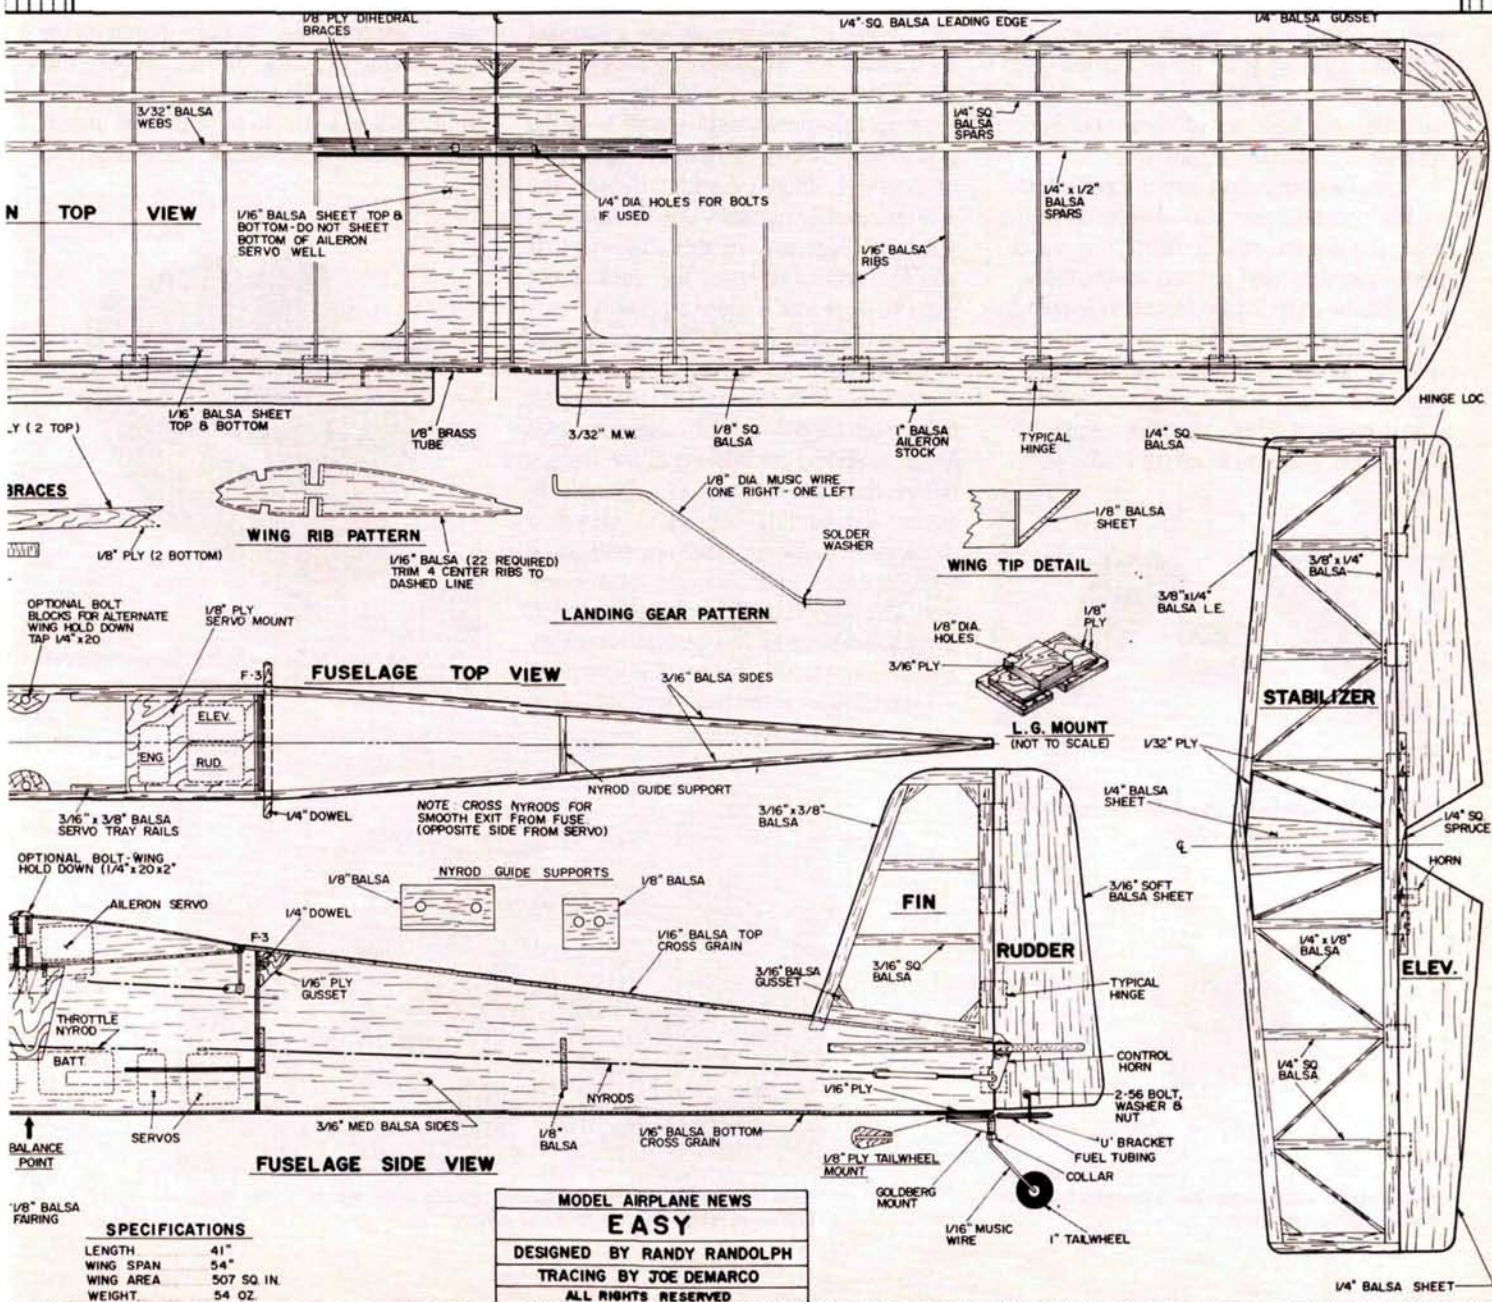 1/8" PLY DIHEDRAL
BRACES
℄
1/4" SQ. BALSA LEADING EDGE
1/4" BALSA GUSSET
3/32" BALSA
WEBS
1/4" SQ.
BALSA
SPARS
N TOP VIEW
1/16" BALSA SHEET TOP &
BOTTOM-DO NOT SHEET
BOTTOM OF AILERON
SERVO WELL
1/4" DIA. HOLES FOR BOLTS
IF USED
1/4" x 1/2"
BALSA
SPARS
1/16" BALSA
RIBS
1/16" BALSA SHEET
TOP & BOTTOM
1/8" BRASS
TUBE
3/32" M.W.
1/8" SQ.
BALSA
1" BALSA
AILERON
STOCK
TYPICAL
HINGE
1/4" SQ.
BALSA
HINGE LOC.
LY (2 TOP)
BRACES
1/8" PLY (2 BOTTOM)
WING RIB PATTERN
1/16" BALSA (22 REQUIRED)
TRIM 4 CENTER RIBS TO
DASHED LINE
1/8" DIA. MUSIC WIRE
(ONE RIGHT-ONE LEFT
SOLDER
WASHER
LANDING GEAR PATTERN
1/8" BALSA
SHEET
WING TIP DETAIL
3/8" x 1/4"
BALSA
3/8" x 1/4"
BALSA L.E.
OPTIONAL BOLT
BLOCKS FOR ALTERNATE
WING HOLD DOWN
TAP 1/4" x 20
1/8" PLY
SERVO MOUNT
1/8" DIA.
HOLES
1/8"
PLY
3/16" PLY
L.G. MOUNT
(NOT TO SCALE)
F-3
FUSELAGE TOP VIEW
3/16" BALSA SIDES
ELEV.
ENG.
RUD.
STABILIZER
1/32" PLY
3/16" x 3/8" BALSA
SERVO TRAY RAILS
1/4" DOWEL
NOTE: CROSS NYRODS FOR
SMOOTH EXIT FROM FUSE.
(OPPOSITE SIDE FROM SERVO)
NYROD GUIDE SUPPORT
3/16" x 3/8"
BALSA
1/4" BALSA
SHEET
1/4" SQ.
SPRUCE
℄
HORN
OPTIONAL BOLT-WING
HOLD DOWN (1/4" x 20 x 2"
AILERON SERVO
1/8" BALSA
NYROD GUIDE SUPPORTS
1/8" BALSA
1/4" DOWEL
F-3
1/16" PLY
GUSSET
1/16" BALSA TOP
CROSS GRAIN
FIN
3/16" SOFT
BALSA SHEET
RUDDER
3/16" BALSA
GUSSET
3/16" SQ.
BALSA
TYPICAL
HINGE
1/4" x 1/8"
BALSA
ELEV.
THROTTLE
NYROD
BATT.
NYRODS
CONTROL
HORN
1/16" PLY
1/4" SQ.
BALSA
2-56 BOLT,
WASHER &
NUT
BALANCE
POINT
SERVOS
3/16" MED. BALSA SIDES
1/8"
BALSA
1/16" BALSA BOTTOM
CROSS GRAIN
1/8" PLY TAILWHEEL
MOUNT
'U' BRACKET
FUEL TUBING
COLLAR
GOLDBERG
MOUNT
1/16" MUSIC
WIRE
1" TAILWHEEL
FUSELAGE SIDE VIEW
1/8" BALSA
FAIRING
SPECIFICATIONS
LENGTH 41"
WING SPAN 54"
WING AREA 507 SQ. IN.
WEIGHT 54 OZ.
MODEL AIRPLANE NEWS
EASY
DESIGNED BY RANDY RANDOLPH
TRACING BY JOE DEMARCO
ALL RIGHTS RESERVED
1/4" BALSA SHEET